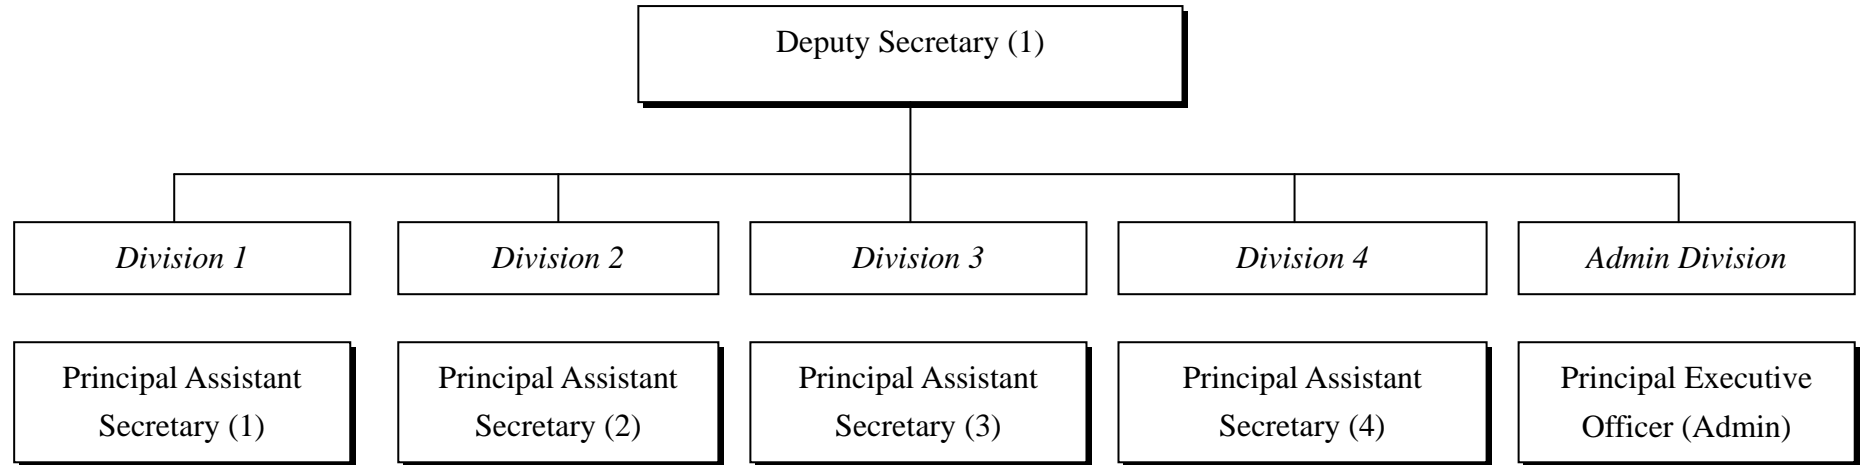 Deputy Secretary (1)
Division 1
Division 2
Division 3
Division 4
Admin Division
Principal Assistant
Secretary (1)
Principal Assistant
Secretary (2)
Principal Assistant
Secretary (3)
Principal Assistant
Secretary (4)
Principal Executive
Officer (Admin)